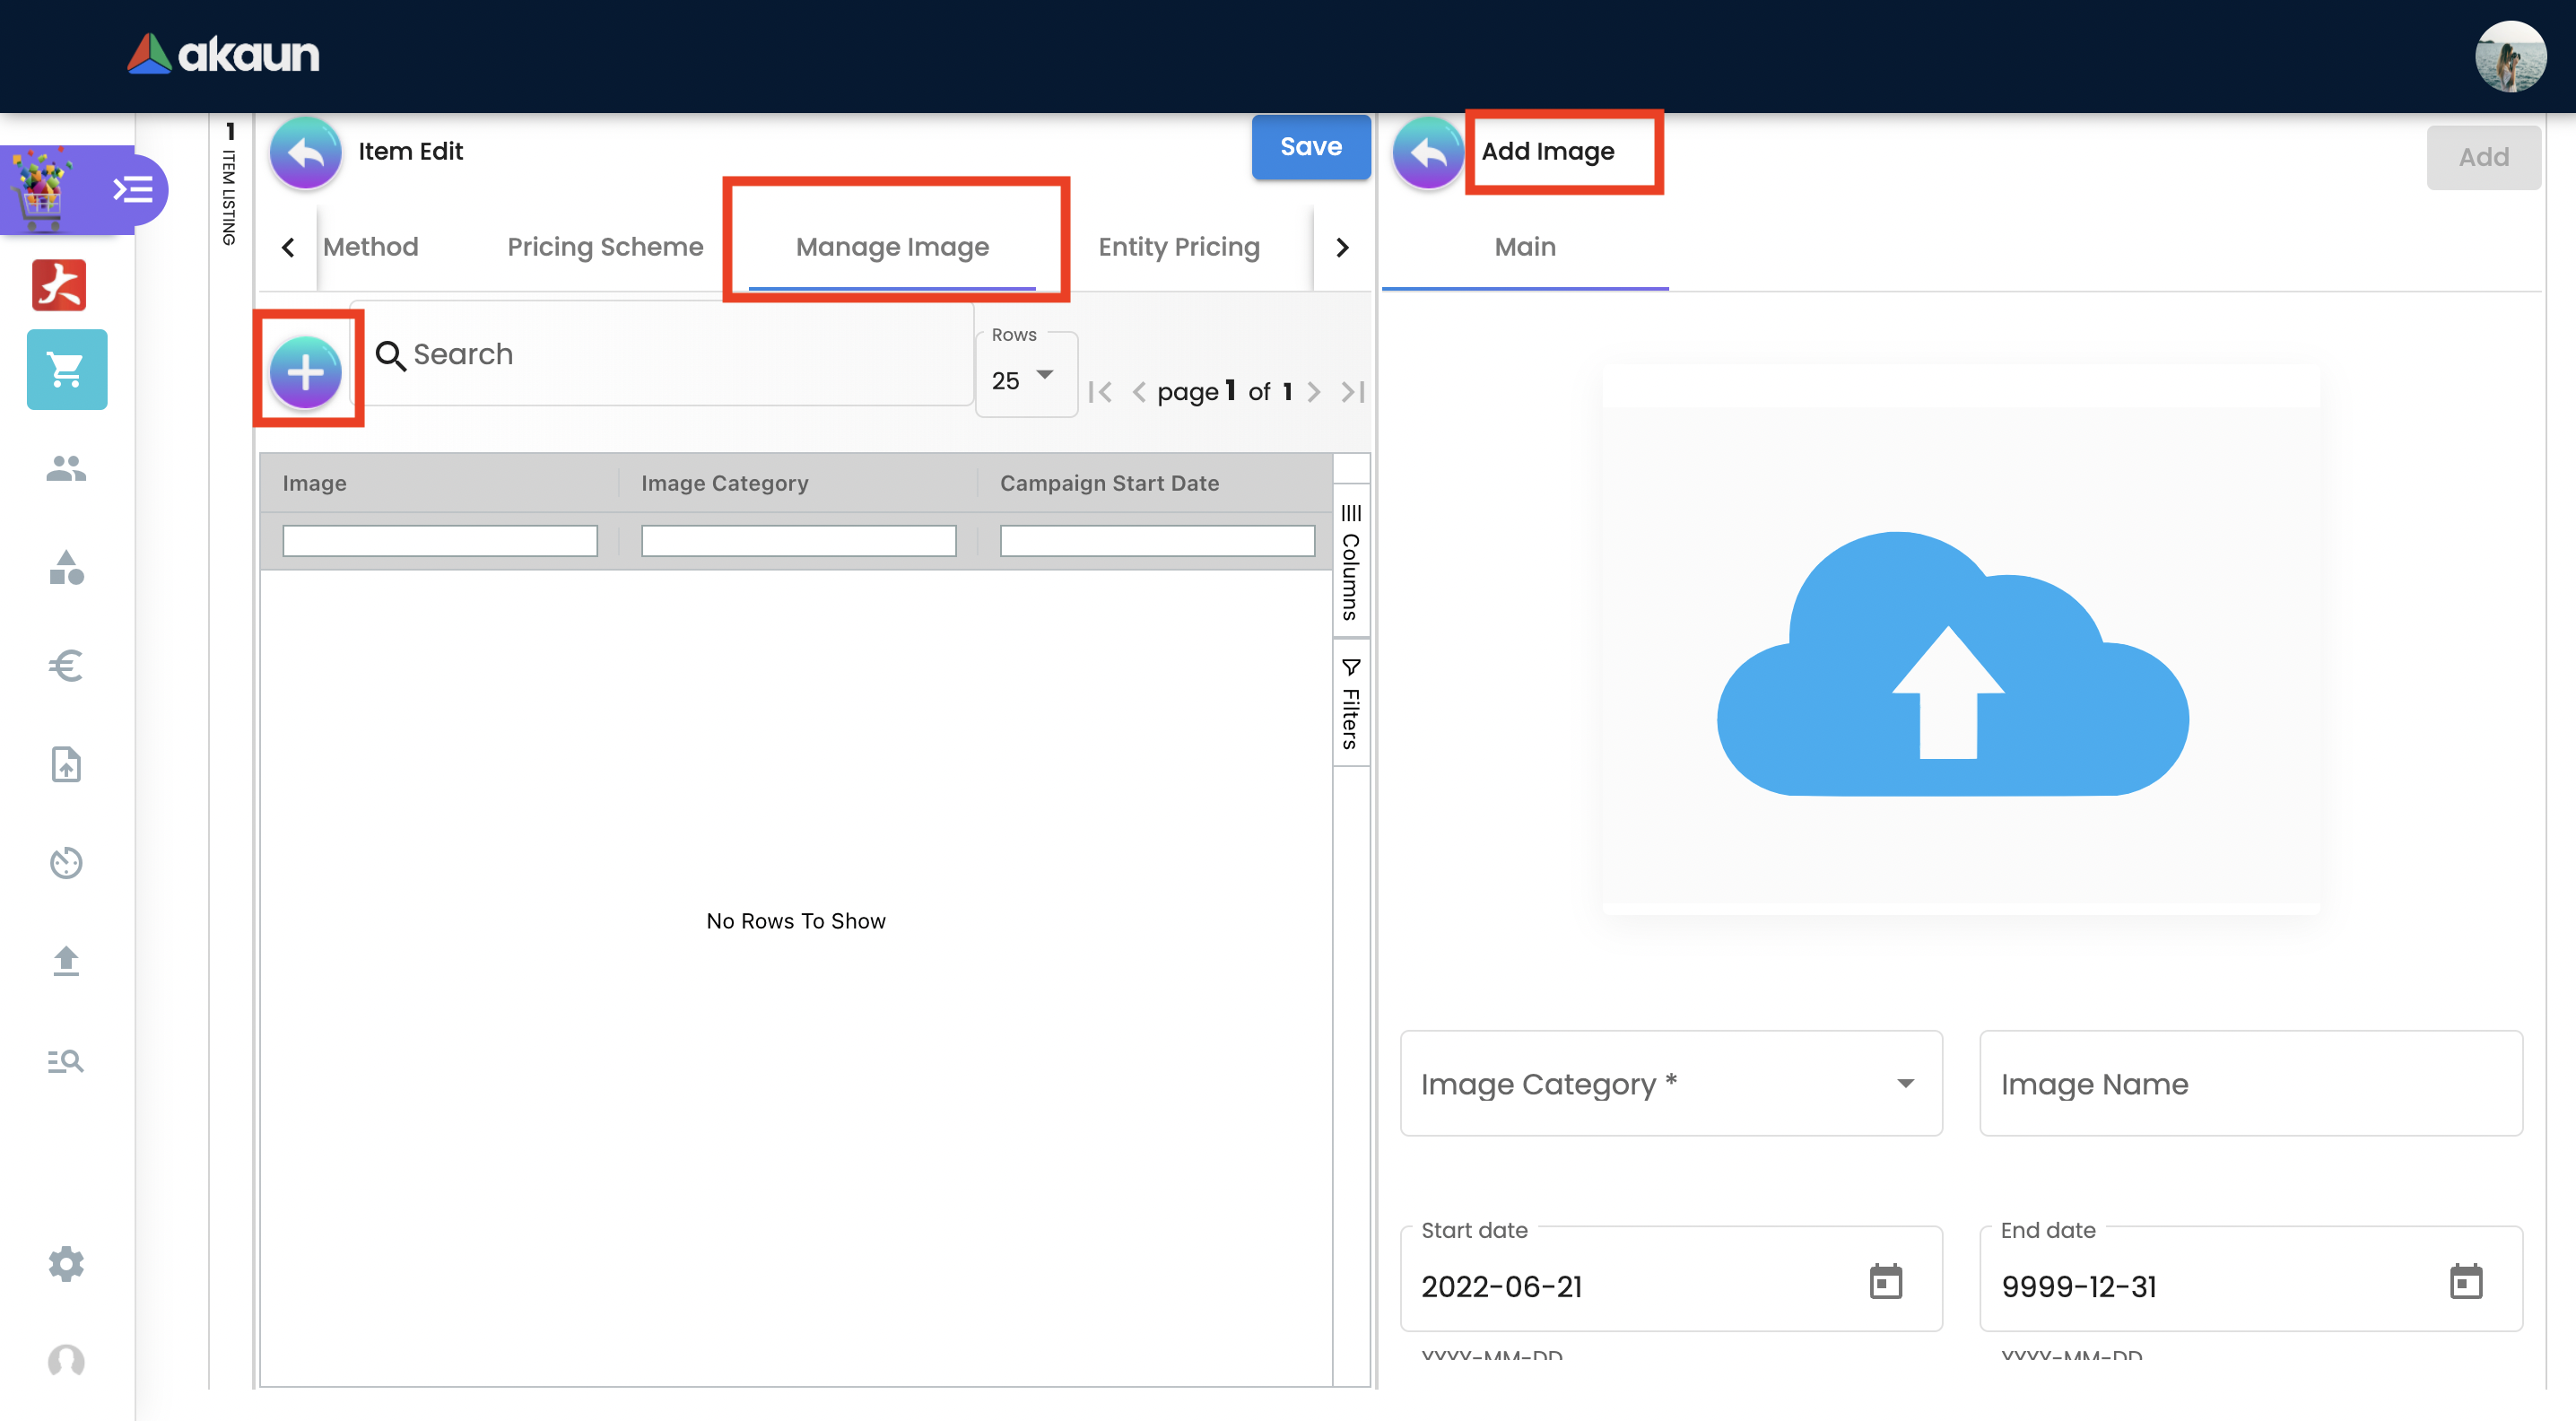 akaun
1 ITEM LISTING
Item Edit
Save
Method
Pricing Scheme
Manage Image
Entity Pricing
Search
Rows
25
page 1 of 1
Image
Image Category
Campaign Start Date
Columns
Filters
No Rows To Show
Add Image
Add
Main
Image Category *
Image Name
Start date
2022-06-21
YYYY-MM-DD
End date
9999-12-31
YYYY-MM-DD